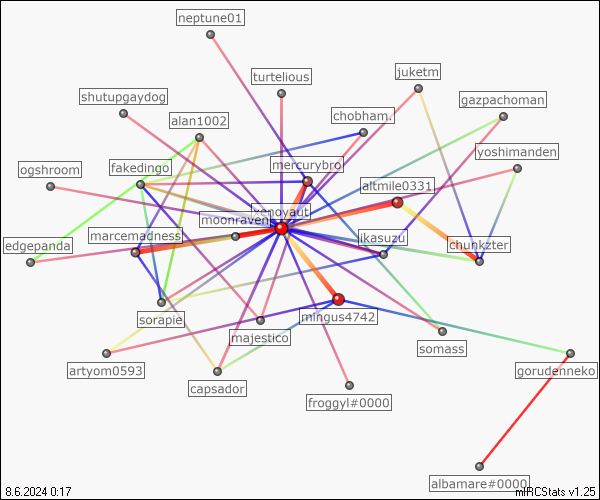 neptune01
turtelious
juketm
shutupgaydog
gazpachoman
alan1002
chobham.
yoshimanden
ogshroom
fakedingo
mercurybro
altmile0331
xenoyaut
moonraven
edgepanda
marcemadness
ikasuzu
chunkzter
sorapie
mingus4742
majestico
somass
artyom0593
capsador
gorudenneko
froggyl#0000
albamare#0000
8.6.2024 0:17
mIRCStats v1.25